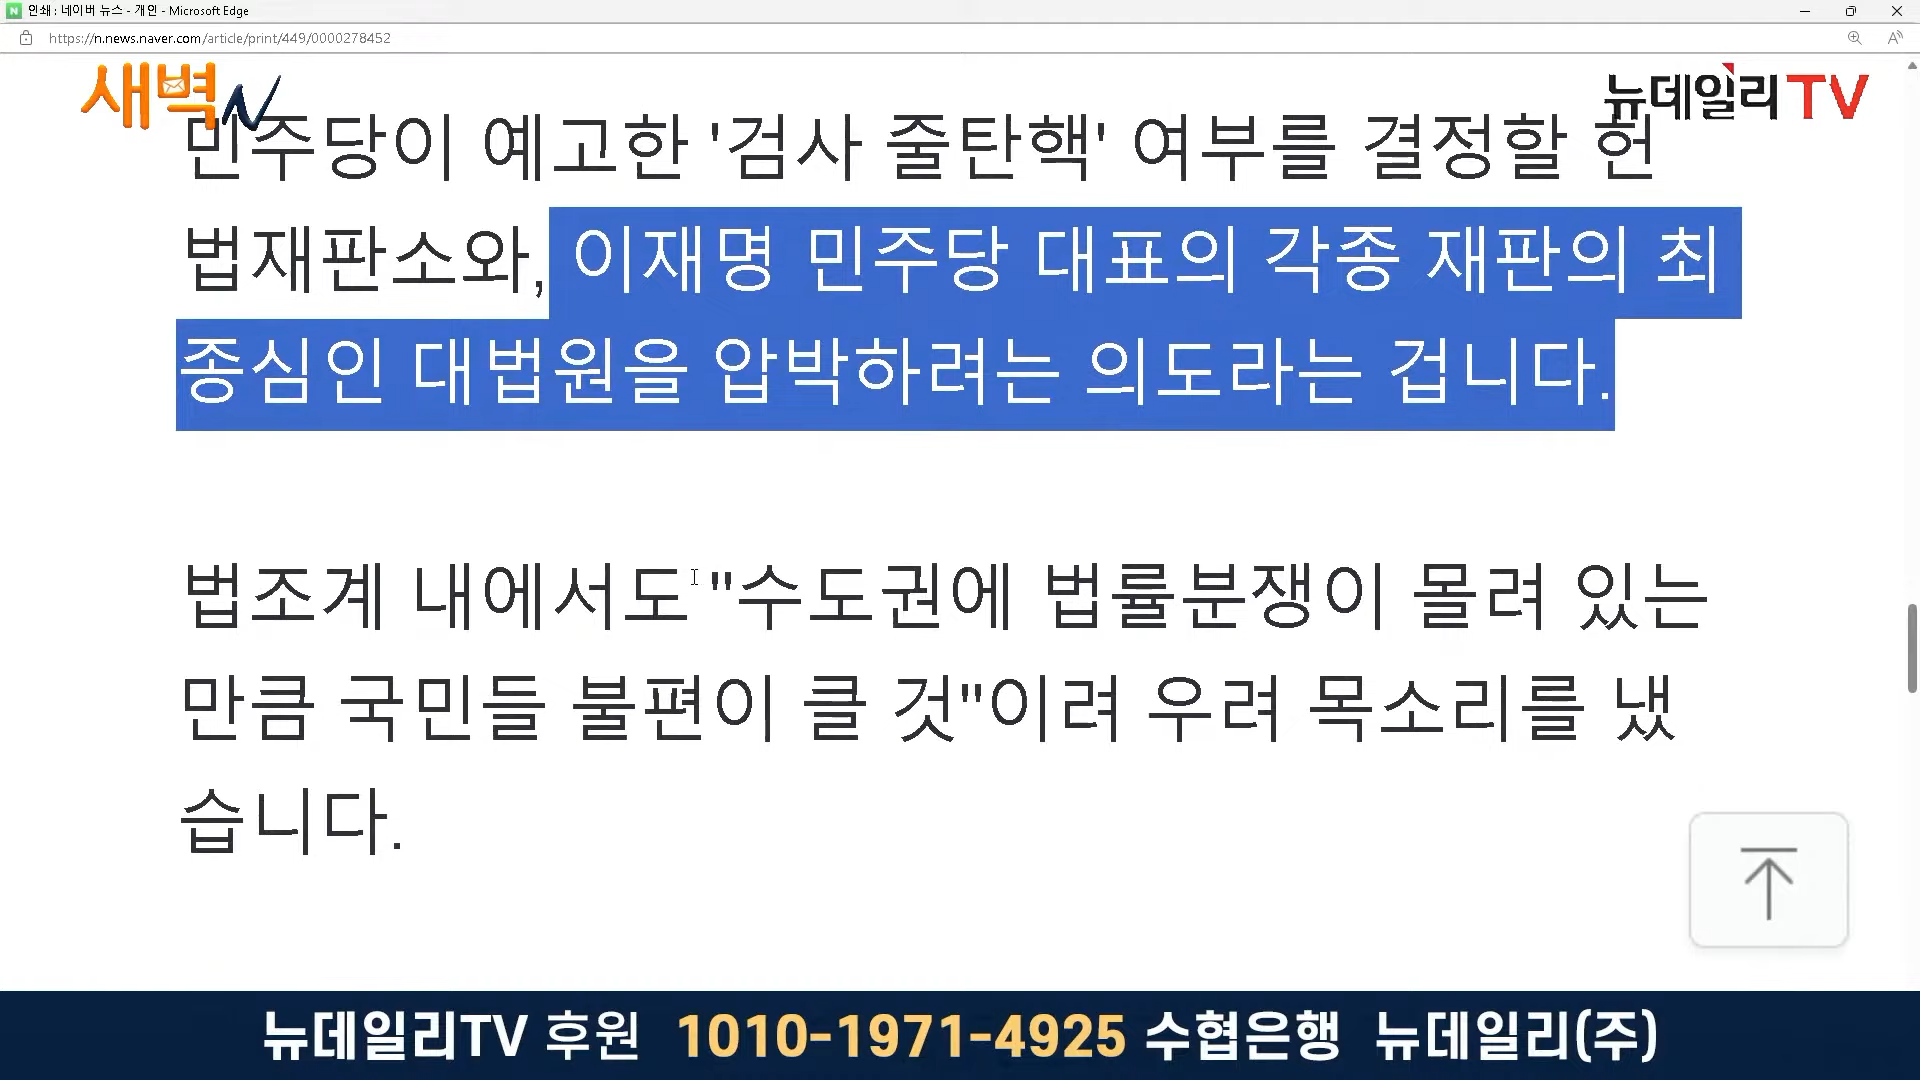 인쇄 : 네이버 뉴스 - 개인 - Microsoft Edge
https://n.news.naver.com/article/print/449/0000278452
새벽N
뉴데일리TV
민주당이 예고한 '검사 줄탄핵' 여부를 결정할 헌
법재판소와, 이재명 민주당 대표의 각종 재판의 최
종심인 대법원을 압박하려는 의도라는 겁니다.
법조계 내에서도 "수도권에 법률분쟁이 몰려 있는
만큼 국민들 불편이 클 것"이려 우려 목소리를 냈
습니다.
뉴데일리TV 후원 1010-1971-4925 수협은행 뉴데일리(주)